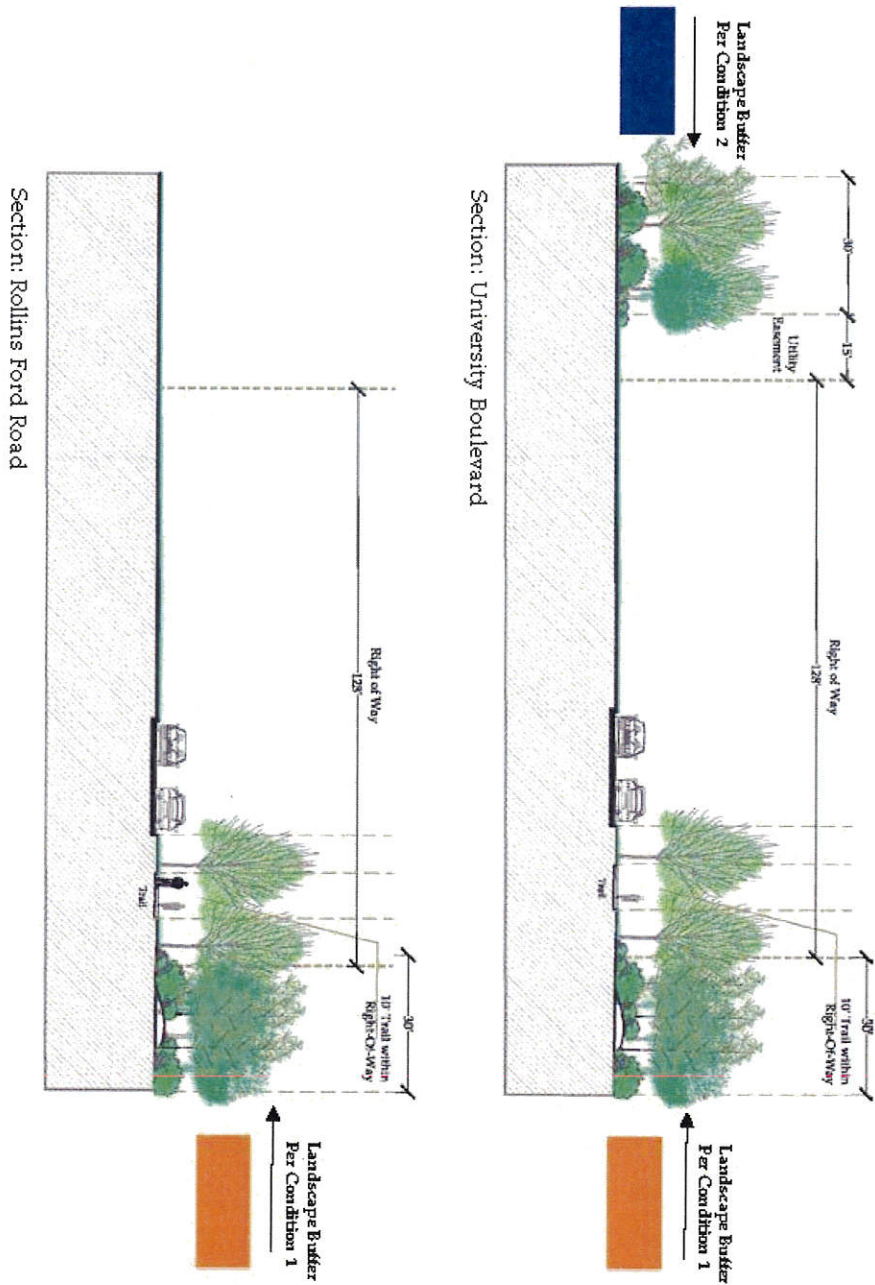 Landscape Buffer
Per Condition 2
30'
15'
Utility
Easement
Right of Way
128'
30'
10' Trail within
Right-Of-Way
Trail
Landscape Buffer
Per Condition 1
Section: University Boulevard
Right of Way
128'
30'
10' Trail within
Right-Of-Way
Trail
Landscape Buffer
Per Condition 1
Section: Rollins Ford Road